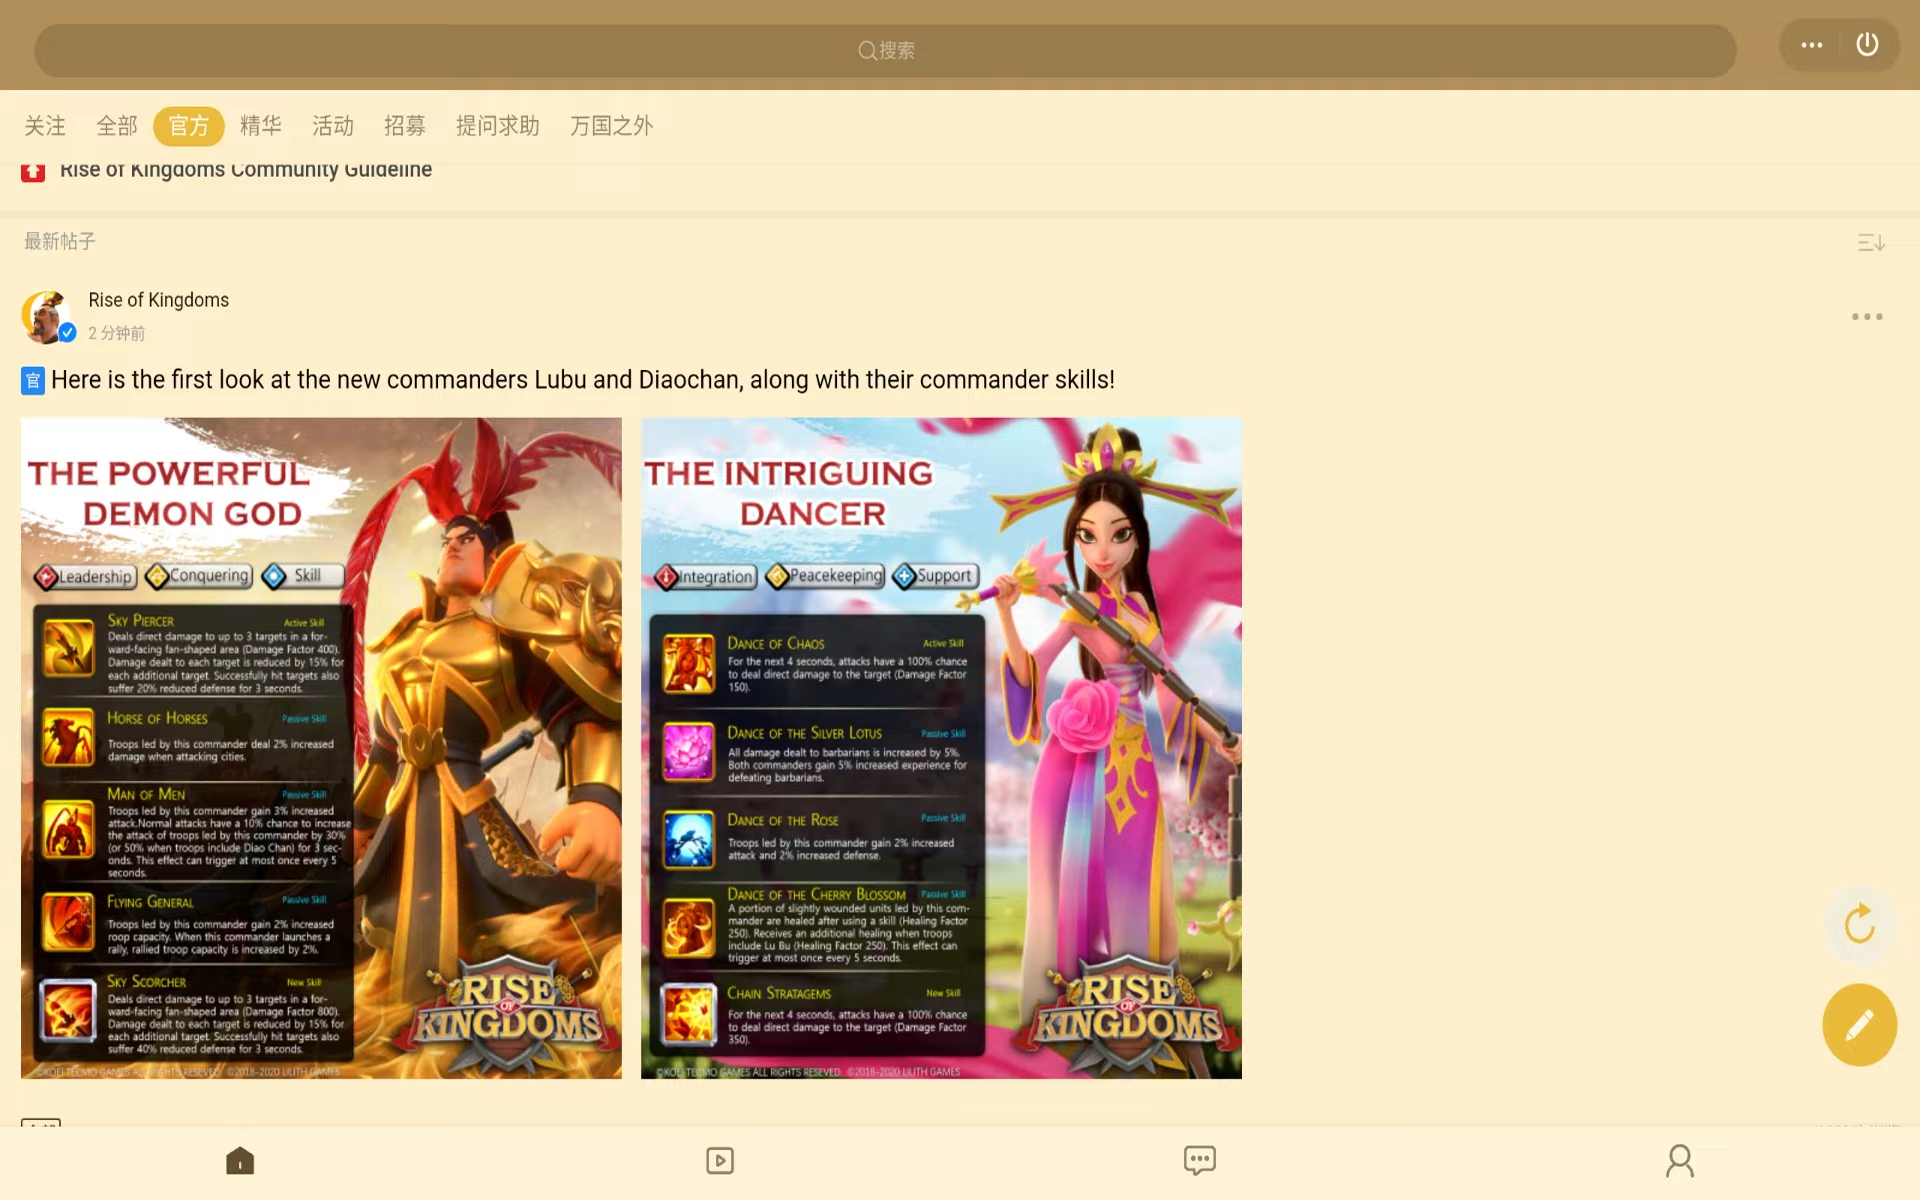 搜索
关注 全部 官方 精华 活动 招募 提问求助 万国之外
Rise of Kingdoms Community Guideline
最新帖子
Rise of Kingdoms
2 分钟前
官 Here is the first look at the new commanders Lubu and Diaochan, along with their commander skills!
THE POWERFUL
DEMON GOD
Leadership Conquering Skill
SKY PIERCER Active Skill
Deals direct damage to up to 3 targets in a for-
ward-facing fan-shaped area (Damage Factor 400).
Damage dealt to each target is reduced by 15% for
each additional target. Successfully hit targets also
suffer 20% reduced defense for 3 seconds.
HORSE OF HORSES Passive Skill
Troops led by this commander deal 2% increased
damage when attacking cities.
MAN OF MEN Passive Skill
Troops led by this commander gain 3% increased
attack.Normal attacks have a 10% chance to increase
the attack of troops led by this commander by 30%
(or 50% when troops include Diao Chan) for 3 sec-
onds. This effect can trigger at most once every 5
seconds.
FLYING GENERAL Passive Skill
Troops led by this commander gain 2% increased
roop capacity. When this commander launches a
rally, rallied troop capacity is increased by 2%.
SKY SCORCHER New Skill
Deals direct damage to up to 3 targets in a for-
ward-facing fan-shaped area (Damage Factor 800).
Damage dealt to each target is reduced by 15% for
each additional target. Successfully hit targets also
suffer 40% reduced defense for 3 seconds.
RISE
OF
KINGDOMS
©KOEI TECMO GAMES ALL RIGHTS RESEVED ©2018-2020 LILITH GAMES
THE INTRIGUING
DANCER
Integration Peacekeeping Support
DANCE OF CHAOS Active Skill
For the next 4 seconds, attacks have a 100% chance
to deal direct damage to the target (Damage Factor
150).
DANCE OF THE SILVER LOTUS Passive Skill
All damage dealt to barbarians is increased by 5%.
Both commanders gain 5% increased experience for
defeating barbarians.
DANCE OF THE ROSE Passive Skill
Troops led by this commander gain 2% increased
attack and 2% increased defense.
DANCE OF THE CHERRY BLOSSOM Passive Skill
A portion of slightly wounded units led by this com-
mander are healed after using a skill (Healing Factor
250). Receives an additional healing when troops
include Lu Bu (Healing Factor 250). This effect can
trigger at most once every 5 seconds.
CHAIN STRATAGEMS New Skill
For the next 4 seconds, attacks have a 100% chance
to deal direct damage to the target (Damage Factor
350).
RISE
OF
KINGDOMS
©KOEI TECMO GAMES ALL RIGHTS RESEVED ©2018-2020 LILITH GAMES